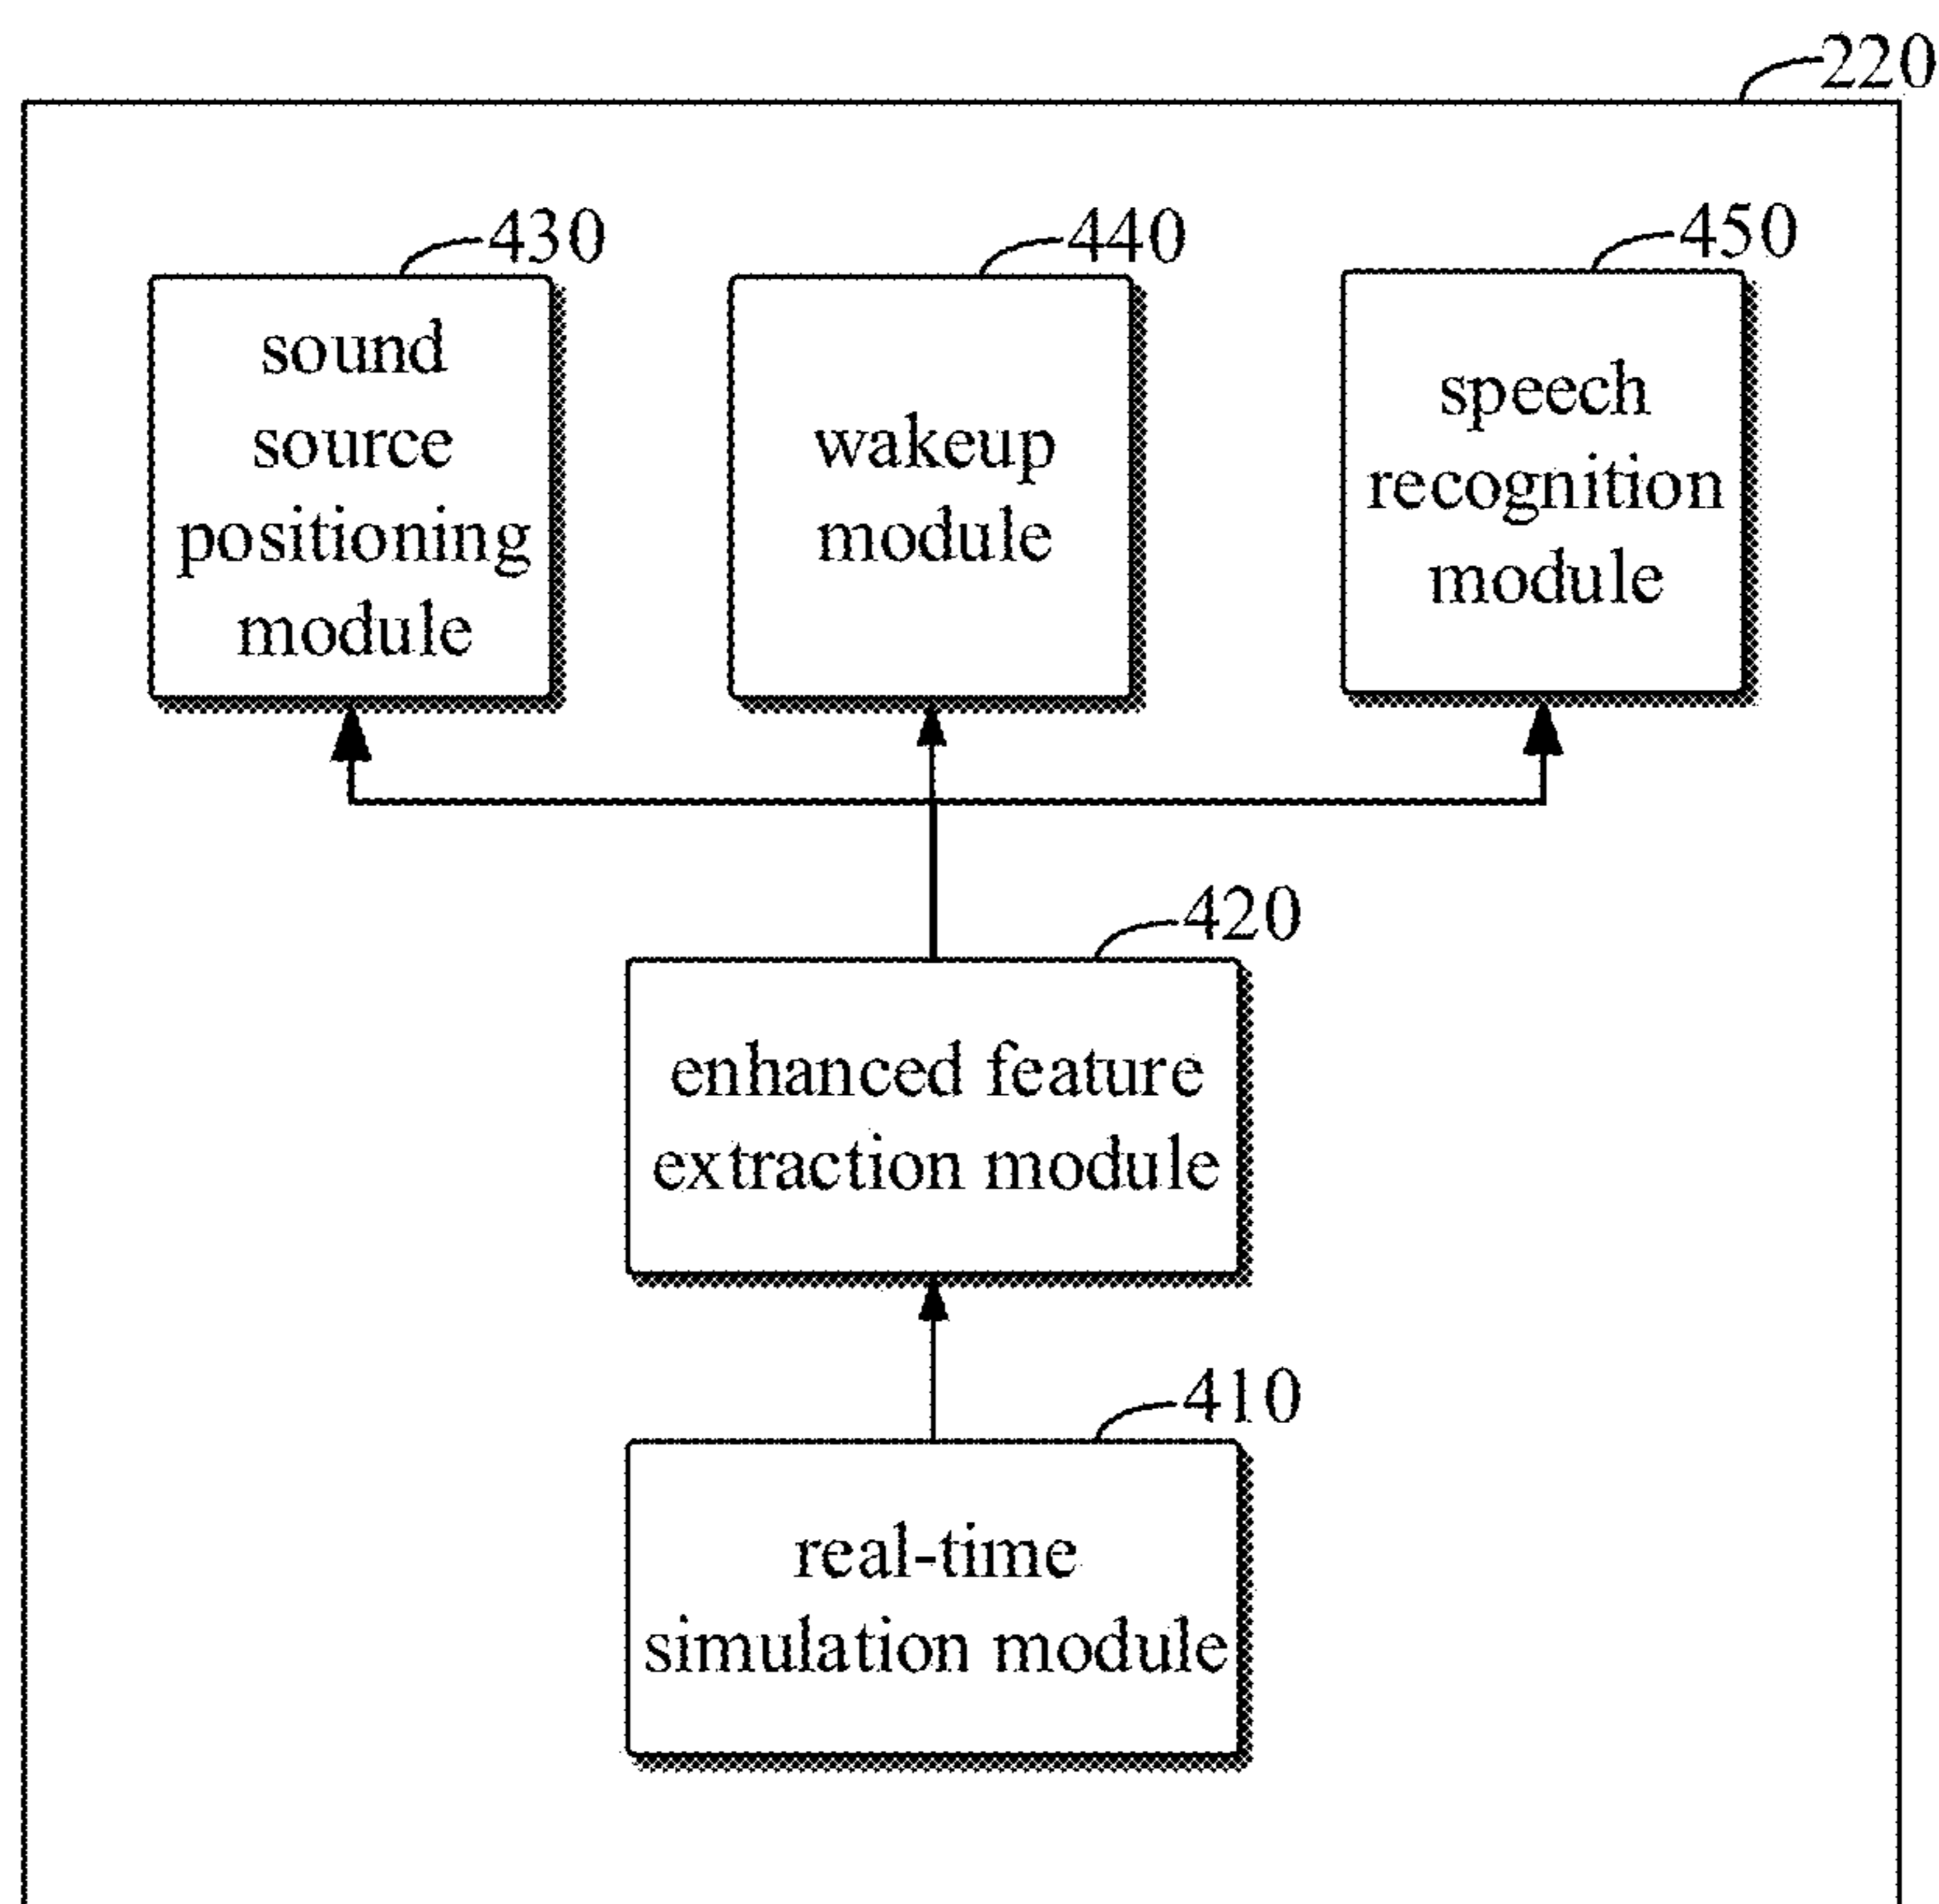 220
430
sound
source
positioning
module
440
wakeup
module
450
speech
recognition
module
420
enhanced feature
extraction module
410
real-time
simulation module